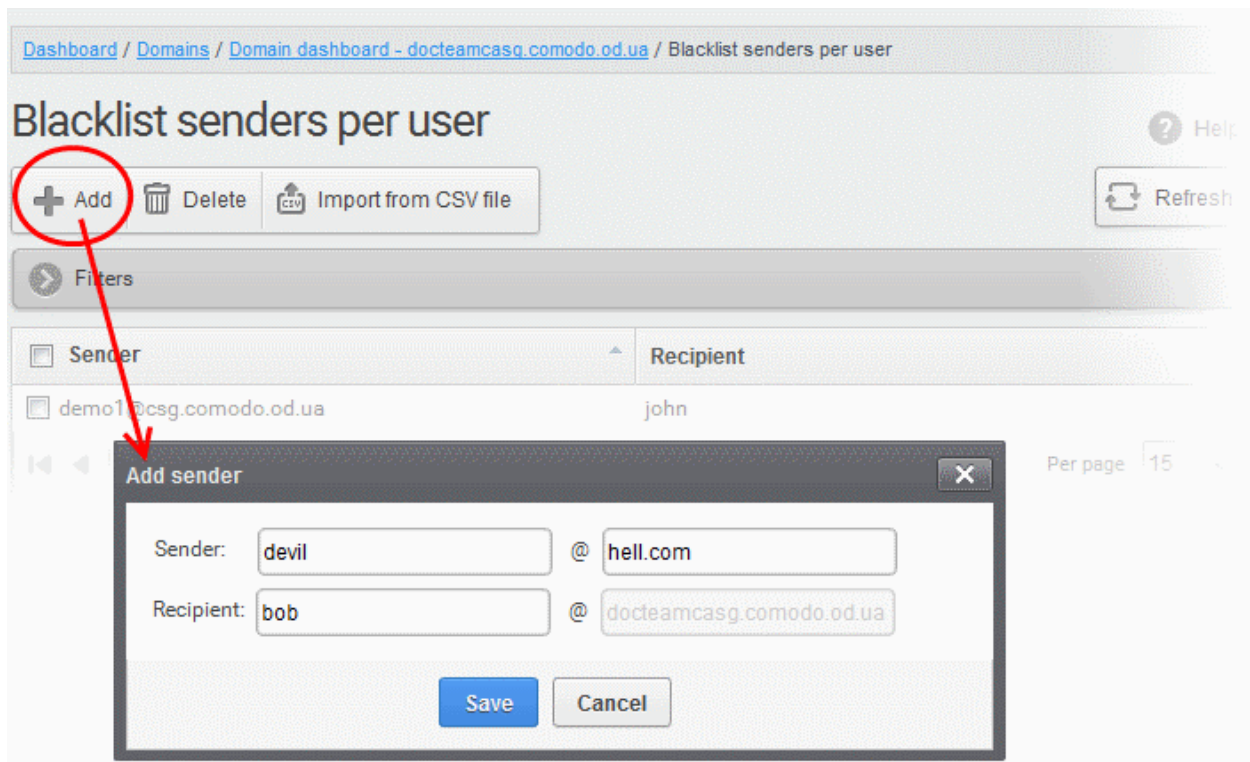 Dashboard / Domains / Domain dashboard - docteamcasg.comodo.od.ua / Blacklist senders per user
Blacklist senders per user
Help
Add Delete Import from CSV file
Refresh
Filters
Sender Recipient
demo1@csg.comodo.od.ua john
Per page 15
Add sender
Sender: devil @ hell.com
Recipient: bob @ docteamcasg.comodo.od.ua
Save Cancel